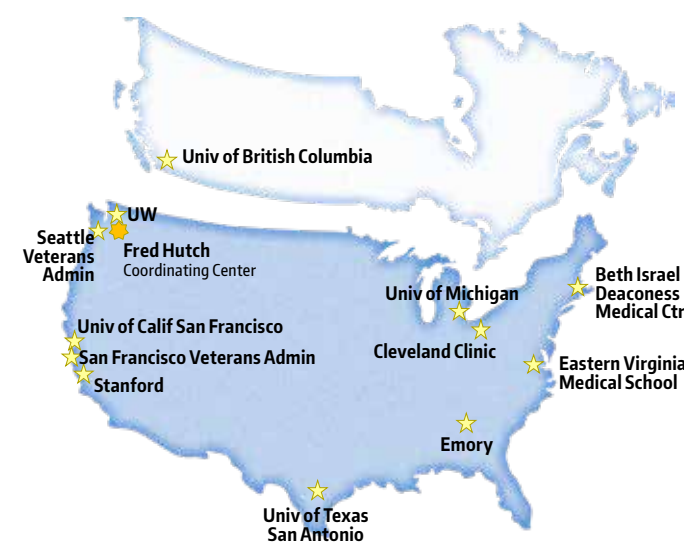 Univ of British Columbia
UW
Seattle
Veterans
Admin
Fred Hutch
Coordinating Center
Univ of Michigan
Beth Israel
Deaconess
Medical Ctr
Univ of Calif San Francisco
San Francisco Veterans Admin
Stanford
Cleveland Clinic
Eastern Virginia
Medical School
Emory
Univ of Texas
San Antonio